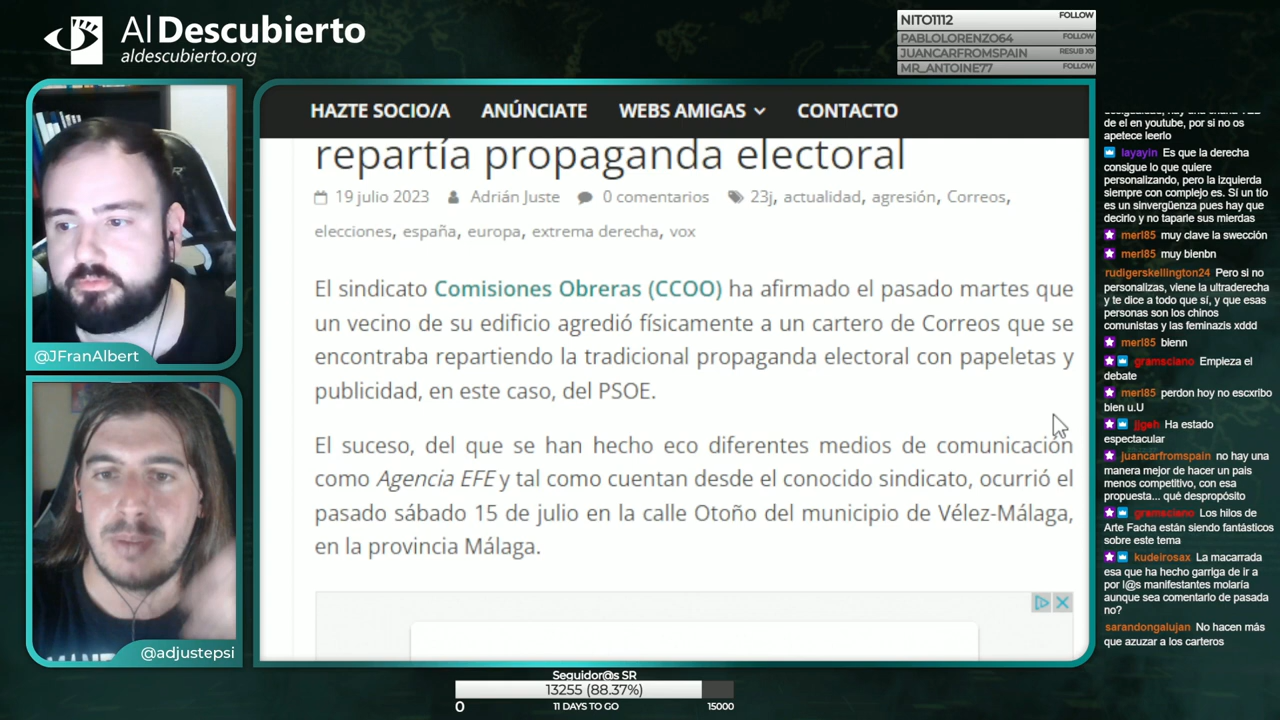 Al Descubierto
aldescubierto.org
NITO1112 FOLLOW
PABLOLORENZO64 FOLLOW
JUANCARFROMSPAIN RESUB X9
MR_ANTOINE77 FOLLOW
HAZTE SOCIO/A ANÚNCIATE WEBS AMIGAS CONTACTO
repartía propaganda electoral
19 julio 2023 Adrián Juste 0 comentarios 23j, actualidad, agresión, Correos,
elecciones, españa, europa, extrema derecha, vox
El sindicato Comisiones Obreras (CCOO) ha afirmado el pasado martes que
un vecino de su edificio agredió físicamente a un cartero de Correos que se
encontraba repartiendo la tradicional propaganda electoral con papeletas y
publicidad, en este caso, del PSOE.
El suceso, del que se han hecho eco diferentes medios de comunicación
como Agencia EFE y tal como cuentan desde el conocido sindicato, ocurrió el
pasado sábado 15 de julio en la calle Otoño del municipio de Vélez-Málaga,
en la provincia Málaga.
@JFranAlbert
@adjustepsi
de el en youtube, por si no os
apetece leerlo
layayin Es que la derecha
consigue lo que quiere
personalizando, pero la izquierda
siempre con complejo es. Sí un tío
es un sinvergüenza pues hay que
decirlo y no taparle sus mierdas
merl85 muy clave la swección
merl85 muy blenbn
rudigerskellington24 Pero si no
personalizas, viene la ultraderecha
y te dice a todo que sí, y que esas
personas son los chinos
comunistas y las feminazis xddd
merl85 bienn
gramsciano Empieza el
debate
merl85 perdon hoy no escxribo
bien u.U
jjgeh Ha estado
espectacular
juancarfromspain no hay una
manera mejor de hacer un pais
menos competitivo, con esa
propuesta... qué despropósito
gramsciano Los hilos de
Arte Facha están siendo fantásticos
sobre este tema
kudeirosax La macarrada
esa que ha hecho garriga de ir a
por l@s manifestantes molaría
aunque sea comentarlo de pasada
no?
sarandongalujan No hacen más
que azuzar a los carteros
Seguidor@s SR
13255 (88.37%)
0 11 DAYS TO GO 15000